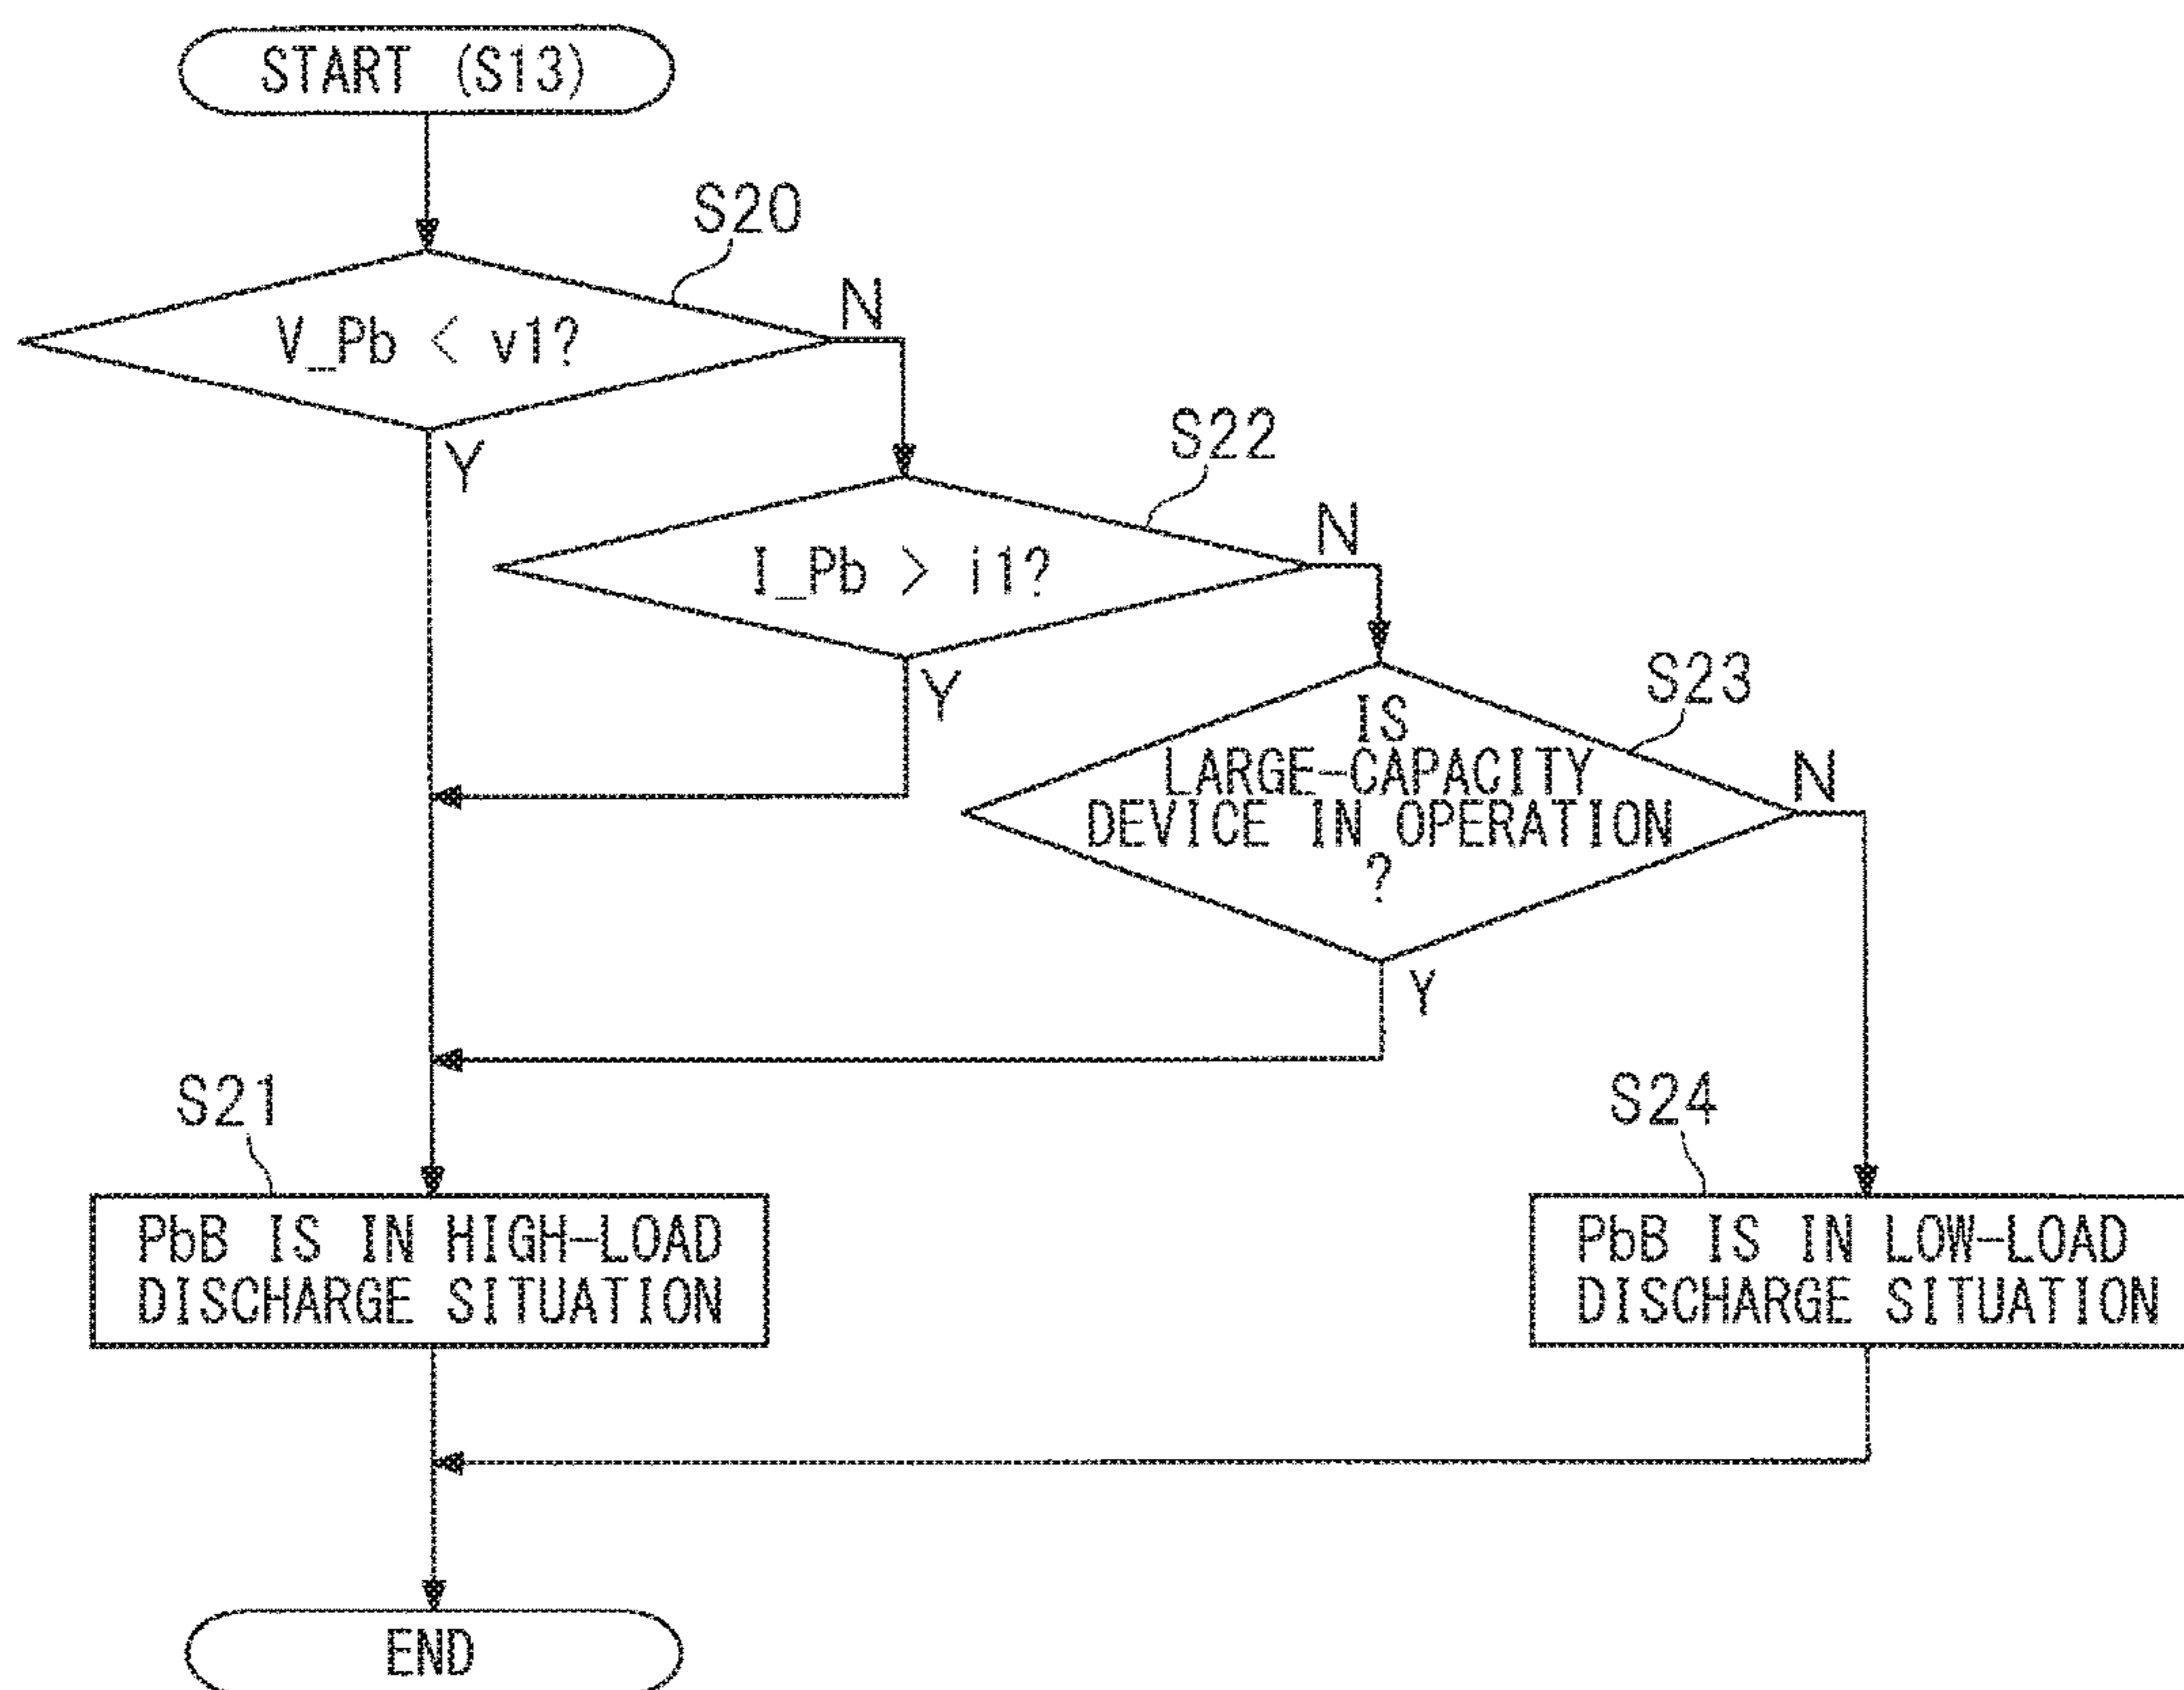 START (S13)
S20
V_Pb < v1?
N
Y
S22
I_Pb > i1?
N
Y
S23
IS
LARGE-CAPACITY
DEVICE IN OPERATION
?
N
Y
S21
PbB IS IN HIGH-LOAD
DISCHARGE SITUATION
S24
PbB IS IN LOW-LOAD
DISCHARGE SITUATION
END